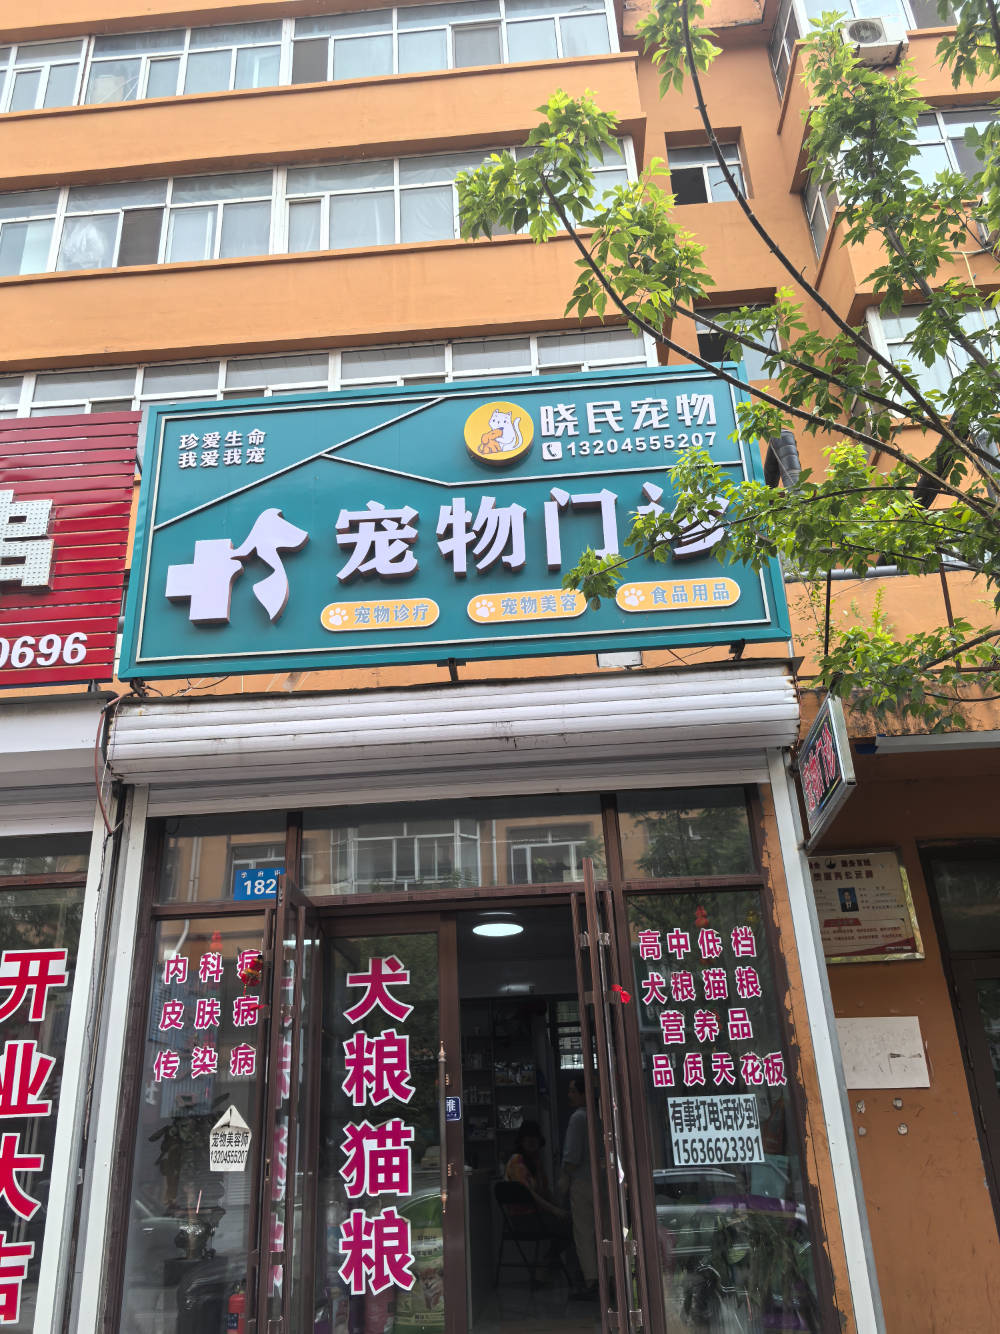 珍爱生命
我爱我宠
晓民宠物
13204555207
宠物门诊
宠物诊疗
宠物美容
食品用品
0696
182
内科
皮肤病
传染病
宠物美容师
13204555207
犬粮猫粮
推
高中低档
犬粮猫粮
营养品
品质天花板
有事打电话秒到
15636623391
开业大吉